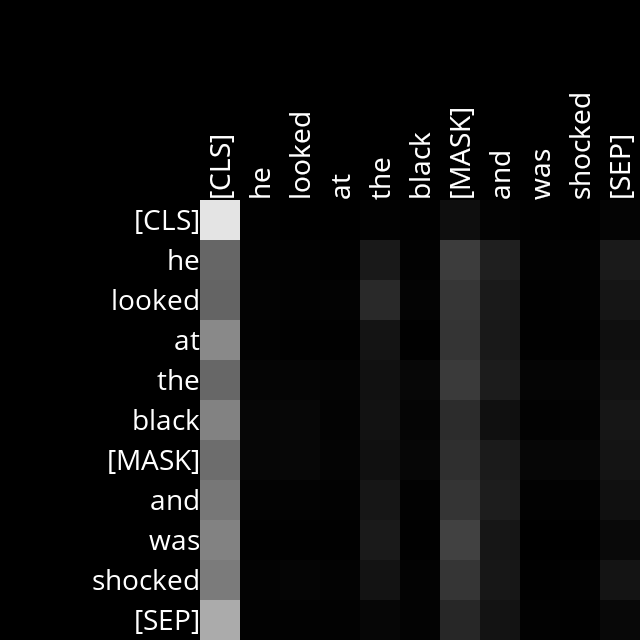 [CLS] he looked at the black [MASK] and was shocked [SEP]
[CLS]
he
looked
at
the
black
[MASK]
and
was
shocked
[SEP]